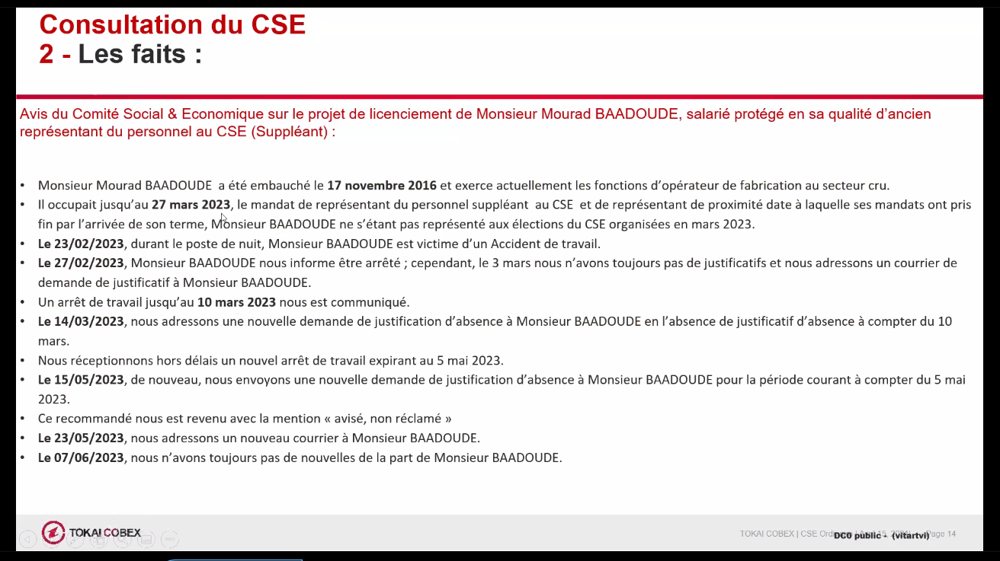 Consultation du CSE
2 - Les faits :
Avis du Comité Social & Economique sur le projet de licenciement de Monsieur Mourad BAADOUDE, salarié protégé en sa qualité d’ancien
représentant du personnel au CSE (Suppléant) :
• Monsieur Mourad BAADOUDE a été embauché le 17 novembre 2016 et exerce actuellement les fonctions d’opérateur de fabrication au secteur cru.
• Il occupait jusqu’au 27 mars 2023, le mandat de représentant du personnel suppléant au CSE et de représentant de proximité date à laquelle ses mandats ont pris
fin par l’arrivée de son terme, Monsieur BAADOUDE ne s’étant pas représenté aux élections du CSE organisées en mars 2023.
• Le 23/02/2023, durant le poste de nuit, Monsieur BAADOUDE est victime d’un Accident de travail.
• Le 27/02/2023, Monsieur BAADOUDE nous informe être arrêté ; cependant, le 3 mars nous n’avons toujours pas de justificatifs et nous adressons un courrier de
demande de justificatif à Monsieur BAADOUDE.
• Un arrêt de travail jusqu’au 10 mars 2023 nous est communiqué.
• Le 14/03/2023, nous adressons une nouvelle demande de justification d’absence à Monsieur BAADOUDE en l’absence de justificatif d’absence à compter du 10
mars.
• Nous réceptionnons hors délais un nouvel arrêt de travail expirant au 5 mai 2023.
• Le 15/05/2023, de nouveau, nous envoyons une nouvelle demande de justification d’absence à Monsieur BAADOUDE pour la période courant à compter du 5 mai
2023.
• Ce recommandé nous est revenu avec la mention « avisé, non réclamé »
• Le 23/05/2023, nous adressons un nouveau courrier à Monsieur BAADOUDE.
• Le 07/06/2023, nous n’avons toujours pas de nouvelles de la part de Monsieur BAADOUDE.
TOKAI COBEX
TOKAI COBEX | CSE Page 14
DC0 public - (vitartvi)